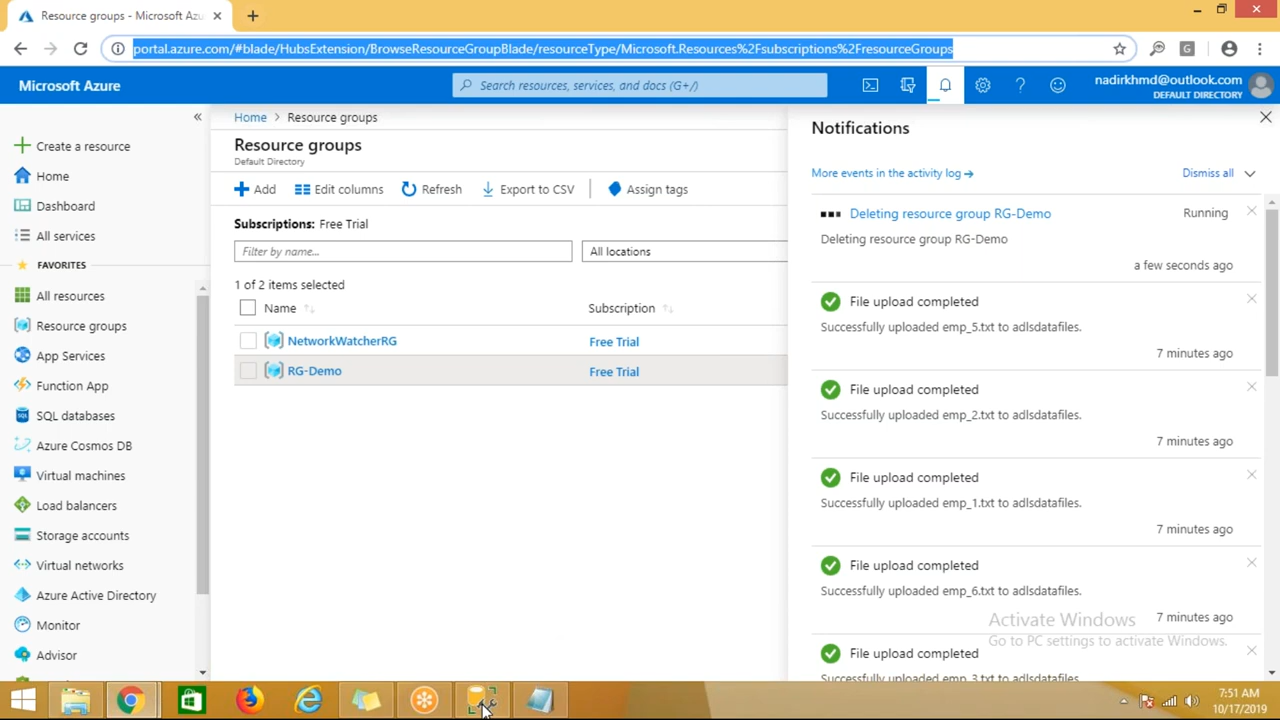 Resource groups - Microsoft Azu
portal.azure.com/#blade/HubsExtension/BrowseResourceGroupBlade/resourceType/Microsoft.Resources%2Fsubscriptions%2FresourceGroups
Microsoft Azure
Search resources, services, and docs (G+/)
nadirkhmd@outlook.com
DEFAULT DIRECTORY
Create a resource
Home
Dashboard
All services
FAVORITES
All resources
Resource groups
App Services
Function App
SQL databases
Azure Cosmos DB
Virtual machines
Load balancers
Storage accounts
Virtual networks
Azure Active Directory
Monitor
Advisor
Home > Resource groups
Resource groups
Default Directory
Add Edit columns Refresh Export to CSV Assign tags
Subscriptions: Free Trial
Filter by name... All locations
1 of 2 items selected
Name Subscription
NetworkWatcherRG Free Trial
RG-Demo Free Trial
Notifications
More events in the activity log → Dismiss all
Deleting resource group RG-Demo Running
Deleting resource group RG-Demo
a few seconds ago
File upload completed
Successfully uploaded emp_5.txt to adlsdatafiles.
7 minutes ago
File upload completed
Successfully uploaded emp_2.txt to adlsdatafiles.
7 minutes ago
File upload completed
Successfully uploaded emp_1.txt to adlsdatafiles.
7 minutes ago
File upload completed
Successfully uploaded emp_6.txt to adlsdatafiles.
7 minutes ago
File upload completed
Successfully uploaded emp_3.txt to adlsdatafiles.
Activate Windows
Go to PC settings to activate Windows.
7:51 AM
10/17/2019